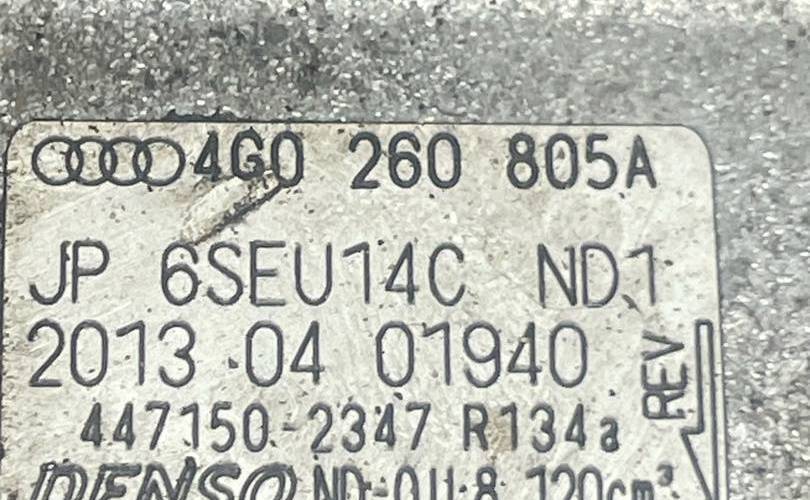 4G0 260 805A
JP 6SEU14C ND1
2013 04 01940
REV
447150-2347 R134a
DENSO ND-OIL8 120cm³